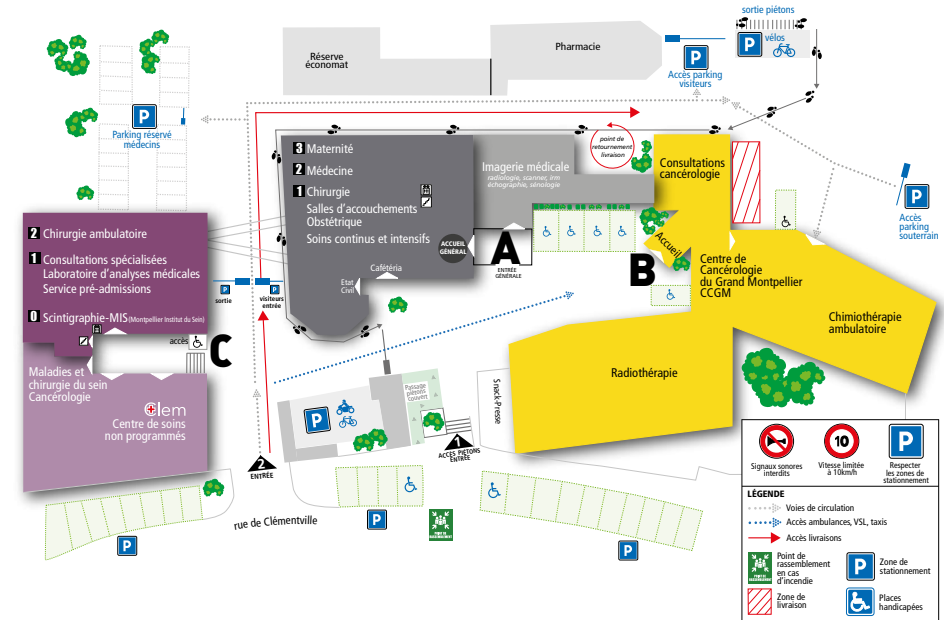 sortie piétons
P
vélos
Réserve
économat
Pharmacie
P
Accès parking
visiteurs
P
Parking réservé
médecins
3 Maternité
2 Médecine
1 Chirurgie
Salles d'accouchements
Obstétrique
Soins continus et intensifs
Cafétéria
Etat
Civil
ACCUEIL
GÉNÉRAL
Imagerie médicale
radiologie, scanner, irm
échographie, sénologie
point de
retournement
livraison
Consultations
cancérologie
P
Accès
parking
souterrain
A
ENTRÉE
GÉNÉRALE
B
Accueil
Centre de
Cancérologie
du Grand Montpellier
CCGM
Chimiothérapie
ambulatoire
Radiothérapie
2 Chirurgie ambulatoire
1 Consultations spécialisées
Laboratoire d'analyses médicales
Service pré-admissions
0 Scintigraphie-MIS (Montpellier Institut du Sein)
P
sortie
P
visiteurs
entrée
accès
C
Maladies et
chirurgie du sein
Cancérologie
Clem
Centre de soins
non programmés
P
Passage
piétons
couvert
Snack-Presse
1
ACCÈS PIÉTONS
ENTRÉE
2
ENTRÉE
rue de Clémentville
P
P
P
POINT DE
RASSEMBLEMENT
Signaux sonores
interdits
10
Vitesse limitée
à 10km/h
P
Respecter
les zones de
stationnement
LÉGENDE
Voies de circulation
Accès ambulances, VSL, taxis
Accès livraisons
POINT DE
RASSEMBLEMENT
Point de
rassemblement
en cas
d'incendie
P
Zone de
stationnement
Zone de
livraison
Places
handicapées